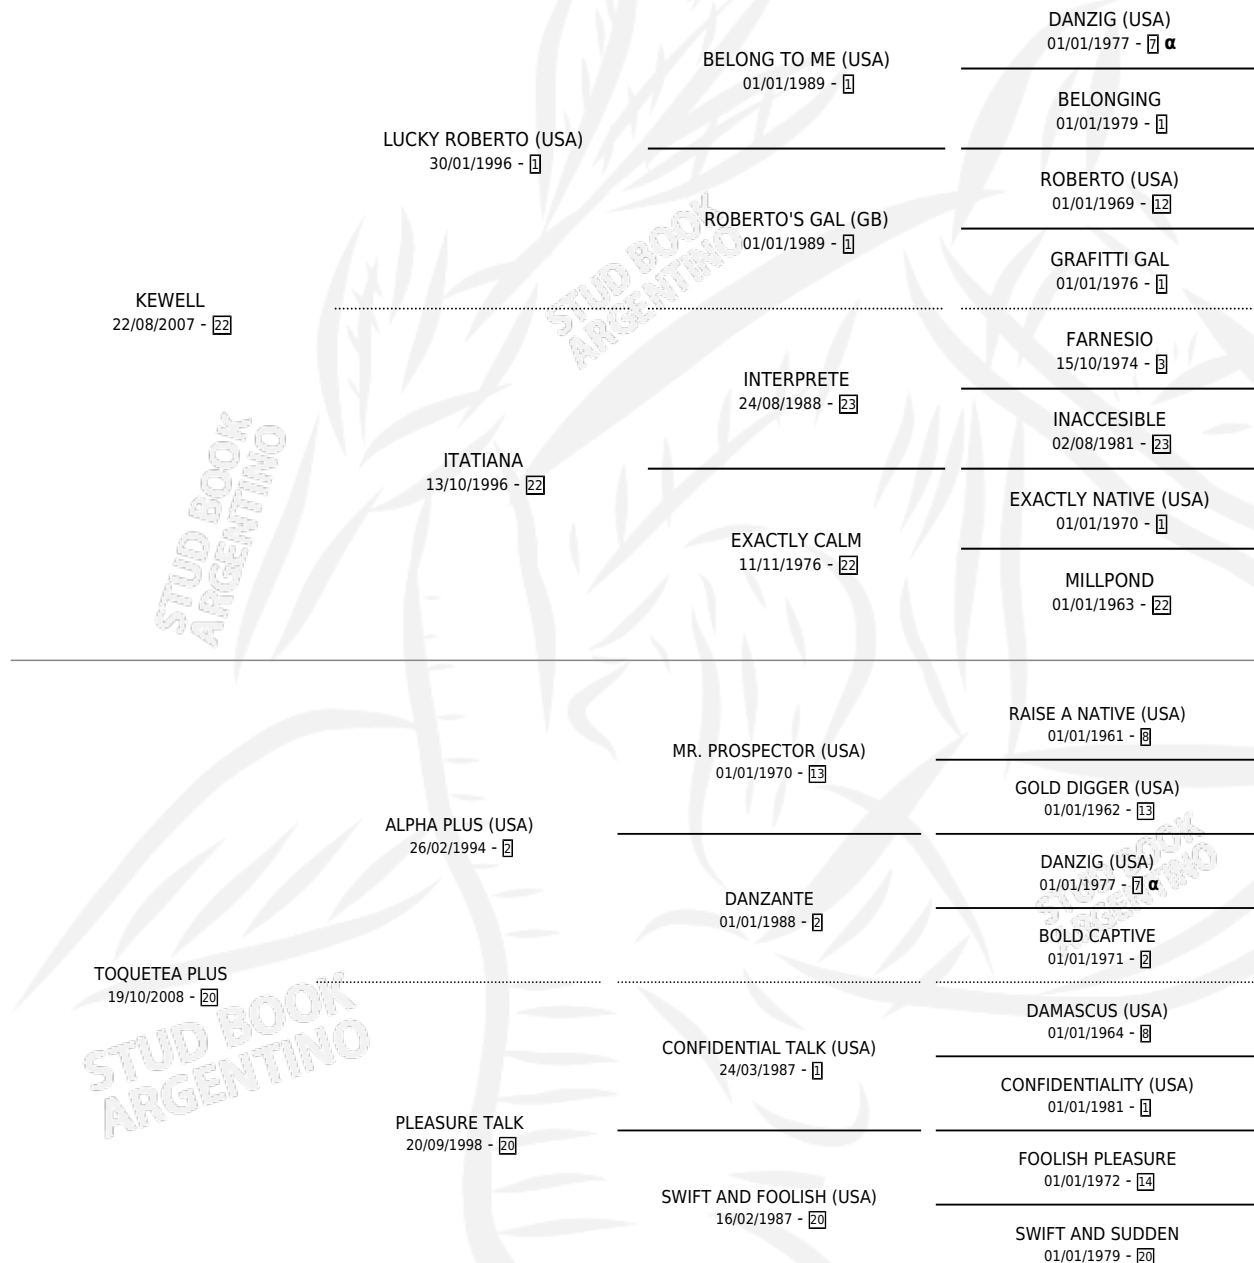 DANZIG (USA)
01/01/1977 - 7 α
BELONG TO ME (USA)
01/01/1989 - 1
BELONGING
01/01/1979 - 1
LUCKY ROBERTO (USA)
30/01/1996 - 1
ROBERTO (USA)
01/01/1969 - 12
ROBERTO'S GAL (GB)
01/01/1989 - 1
GRAFITTI GAL
01/01/1976 - 1
STUD BOOK
ARGENTINO
KEWELL
22/08/2007 - 22
FARNESIO
15/10/1974 - 3
INTERPRETE
24/08/1988 - 23
INACCESIBLE
02/08/1981 - 23
ITATIANA
13/10/1996 - 22
EXACTLY NATIVE (USA)
01/01/1970 - 1
EXACTLY CALM
11/11/1976 - 22
MILLPOND
01/01/1963 - 22
STUD BOOK
ARGENTINO
RAISE A NATIVE (USA)
01/01/1961 - 8
MR. PROSPECTOR (USA)
01/01/1970 - 13
GOLD DIGGER (USA)
01/01/1962 - 13
ALPHA PLUS (USA)
26/02/1994 - 2
DANZIG (USA)
01/01/1977 - 7 α
STUD BOOK
ARGENTINO
DANZANTE
01/01/1988 - 2
BOLD CAPTIVE
01/01/1971 - 2
TOQUETEA PLUS
19/10/2008 - 20
STUD BOOK
ARGENTINO
DAMASCUS (USA)
01/01/1964 - 8
CONFIDENTIAL TALK (USA)
24/03/1987 - 1
CONFIDENTIALITY (USA)
01/01/1981 - 1
PLEASURE TALK
20/09/1998 - 20
FOOLISH PLEASURE
01/01/1972 - 14
SWIFT AND FOOLISH (USA)
16/02/1987 - 20
SWIFT AND SUDDEN
01/01/1979 - 20